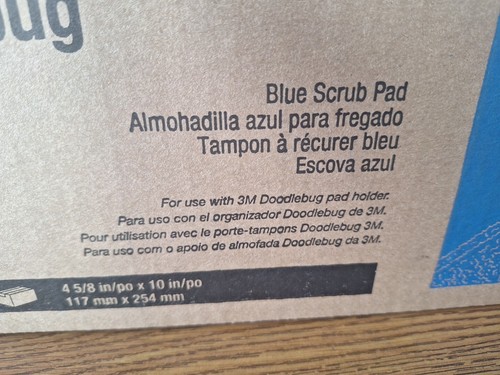 bug
Blue Scrub Pad
Almohadilla azul para fregado
Tampon à récurer bleu
Escova azul
For use with 3M Doodlebug pad holder.
Para uso con el organizador Doodlebug de 3M.
Pour utilisation avec le porte-tampons Doodlebug 3M.
Para uso com o apoio de almofada Doodlebug da 3M.
4 5/8 in/po x 10 in/po
117 mm x 254 mm